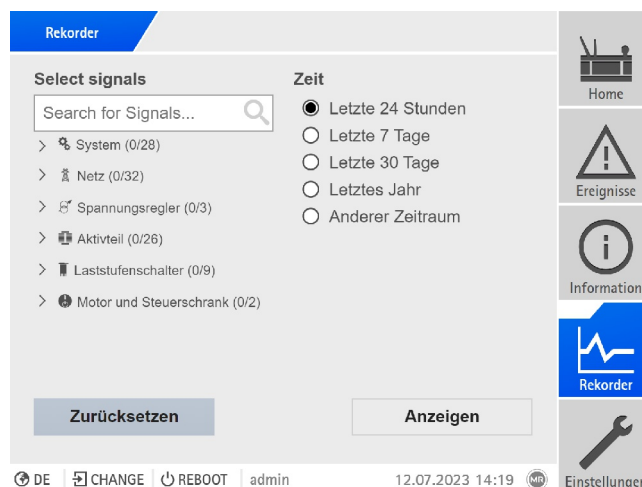 Rekorder
Select signals
Search for Signals...
System (0/28)
Netz (0/32)
Spannungsregler (0/3)
Aktivteil (0/26)
Laststufenschalter (0/9)
Motor und Steuerschrank (0/2)
Zeit
Letzte 24 Stunden
Letzte 7 Tage
Letzte 30 Tage
Letztes Jahr
Anderer Zeitraum
Zurücksetzen
Anzeigen
DE CHANGE REBOOT admin 12.07.2023 14:19 MR
Home
Ereignisse
Information
Rekorder
Einstellungen